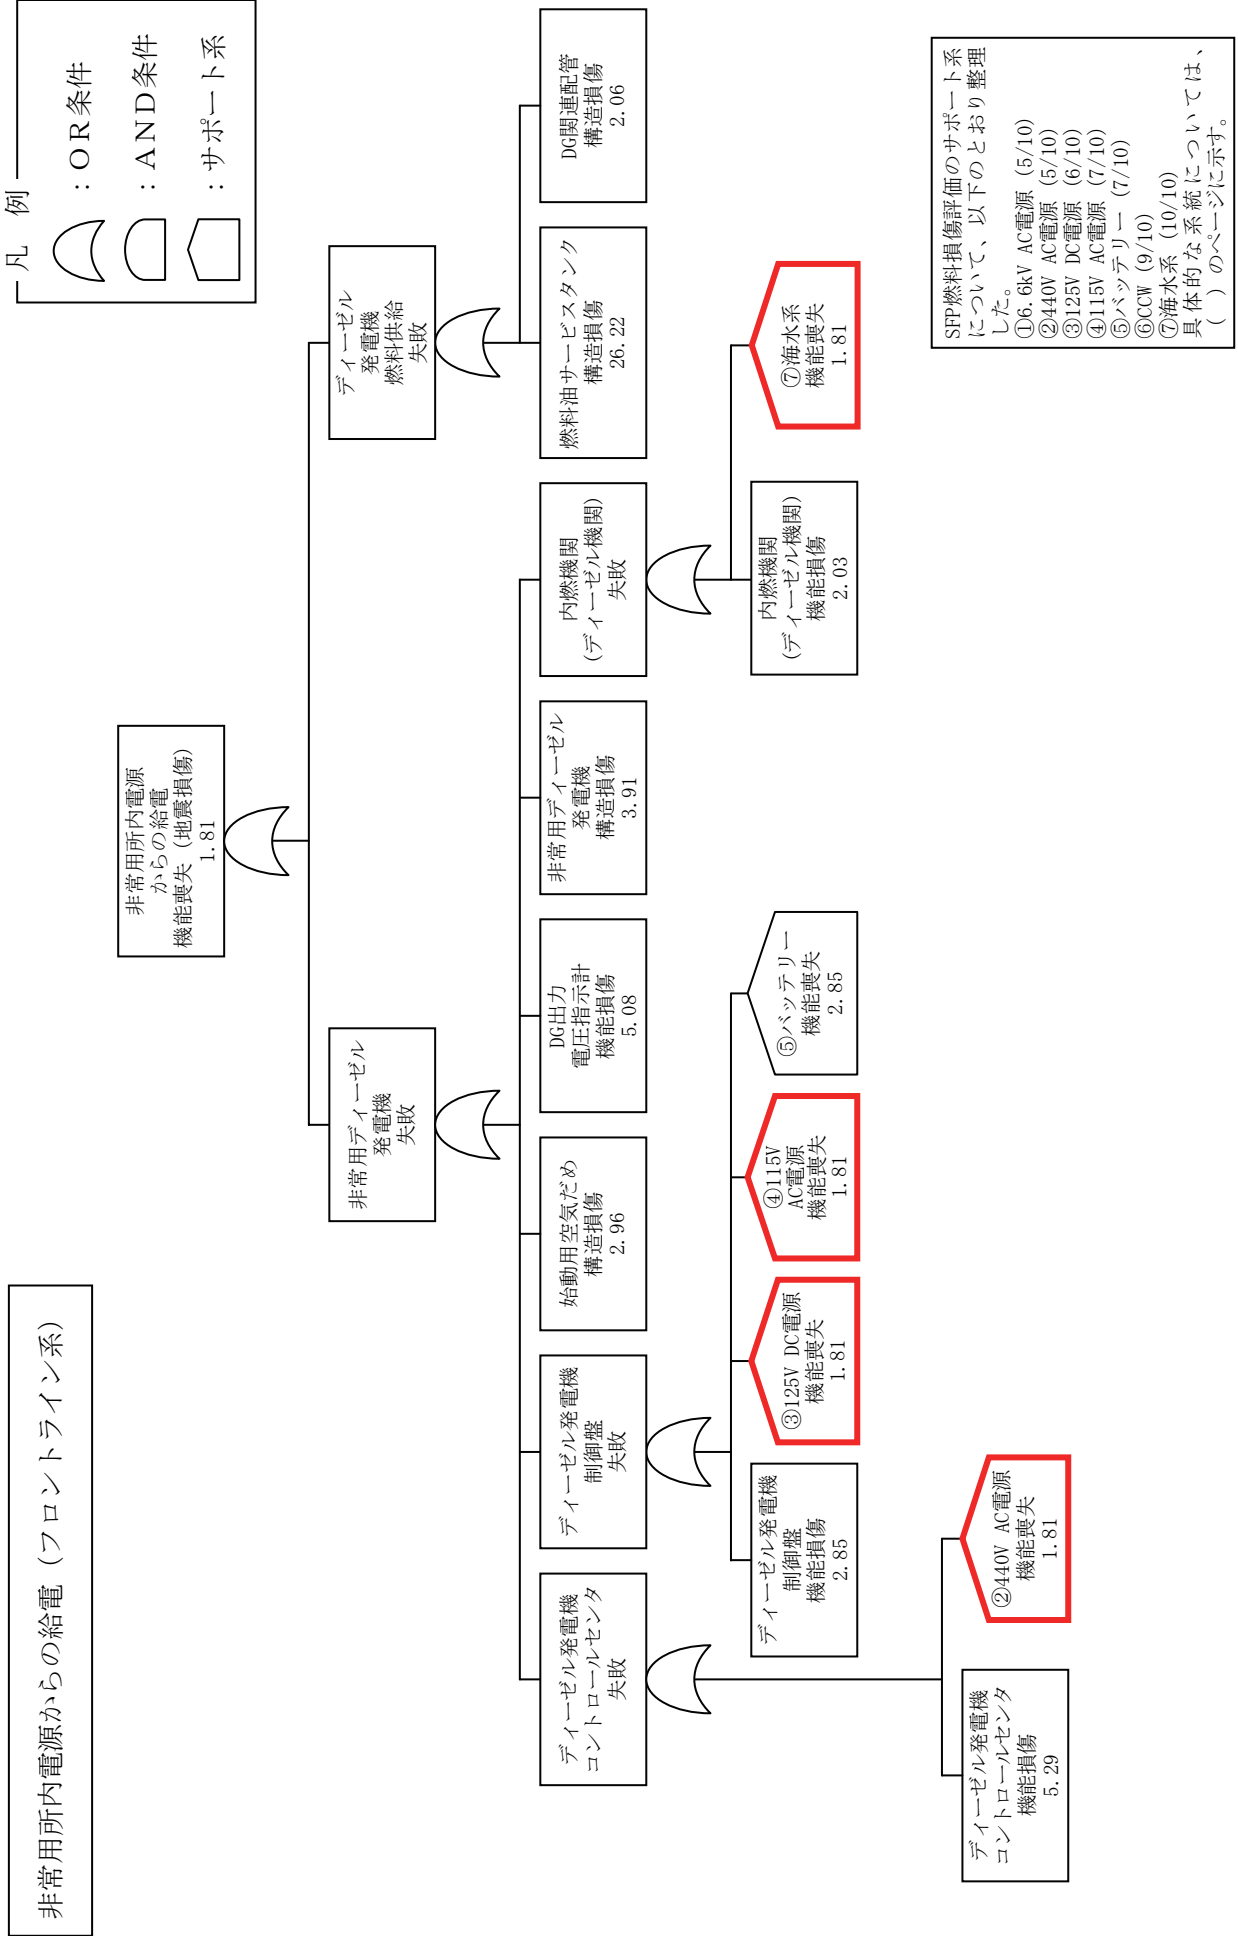 非常用所内電源からの給電（フロントライン系）
凡 例
：OR条件
：AND条件
：サポート系
非常用所内電源
からの給電
機能喪失（地震損傷）
1.81
非常用ディーゼル
発電機
失敗
ディーゼル
発電機
燃料供給
失敗
ディーゼル発電機
コントロールセンタ
失敗
ディーゼル発電機
制御盤
失敗
始動用空気だめ
構造損傷
2.96
DG出力
電圧指示計
機能損傷
5.08
非常用ディーゼル
発電機
構造損傷
3.91
内燃機関
(ディーゼル機関)
失敗
燃料油サービスタンク
構造損傷
26.22
DG関連配管
構造損傷
2.06
ディーゼル発電機
制御盤
機能損傷
2.85
③125V DC電源
機能喪失
1.81
④115V
AC電源
機能喪失
1.81
⑤バッテリー
機能喪失
2.85
内燃機関
(ディーゼル機関)
機能損傷
2.03
⑦海水系
機能喪失
1.81
ディーゼル発電機
コントロールセンタ
機能損傷
5.29
②440V AC電源
機能喪失
1.81
SFP燃料損傷評価のサポート系
について、以下のとおり整理
した。
①6.6kV AC電源（5/10）
②440V AC電源（5/10）
③125V DC電源（6/10）
④115V AC電源（7/10）
⑤バッテリー（7/10）
⑥CCW（9/10）
⑦海水系（10/10）
具体的な系統については、
（ ）のページに示す。